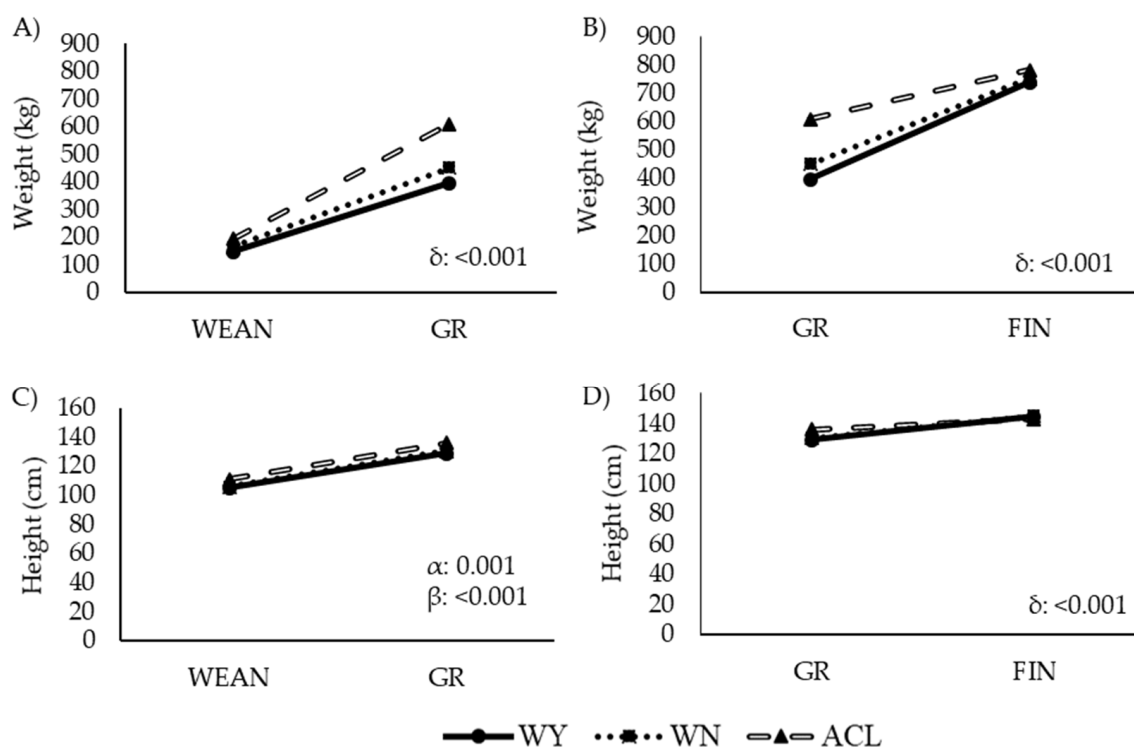 A)
900
800
700
600
500
400
300
200
100
0
Weight (kg)
WEAN GR
δ: <0.001
B)
900
800
700
600
500
400
300
200
100
0
Weight (kg)
GR FIN
δ: <0.001
C)
160
140
120
100
80
60
40
20
0
Height (cm)
WEAN GR
α: 0.001
β: <0.001
D)
160
140
120
100
80
60
40
20
0
Height (cm)
GR FIN
δ: <0.001
WY WN ACL